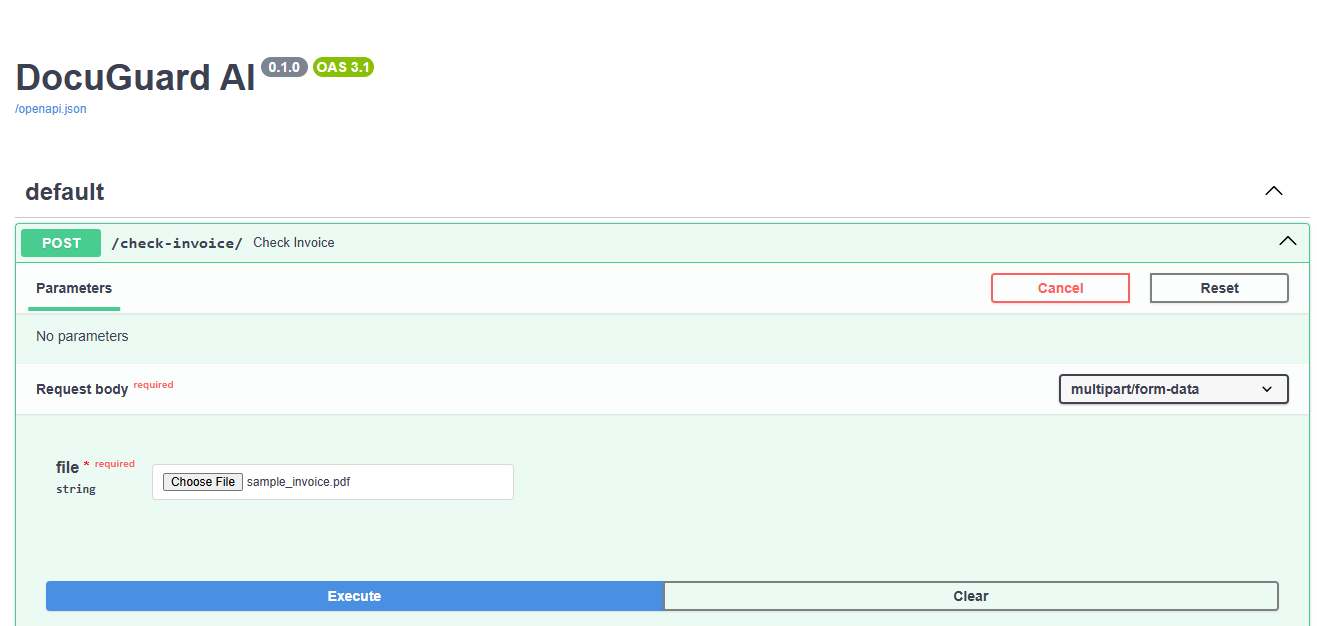 DocuGuard AI 0.1.0 OAS 3.1
/openapi.json
default
POST /check-invoice/ Check Invoice
Parameters Cancel Reset
No parameters
Request body required multipart/form-data
file * required
string
Choose File sample_invoice.pdf
Execute Clear